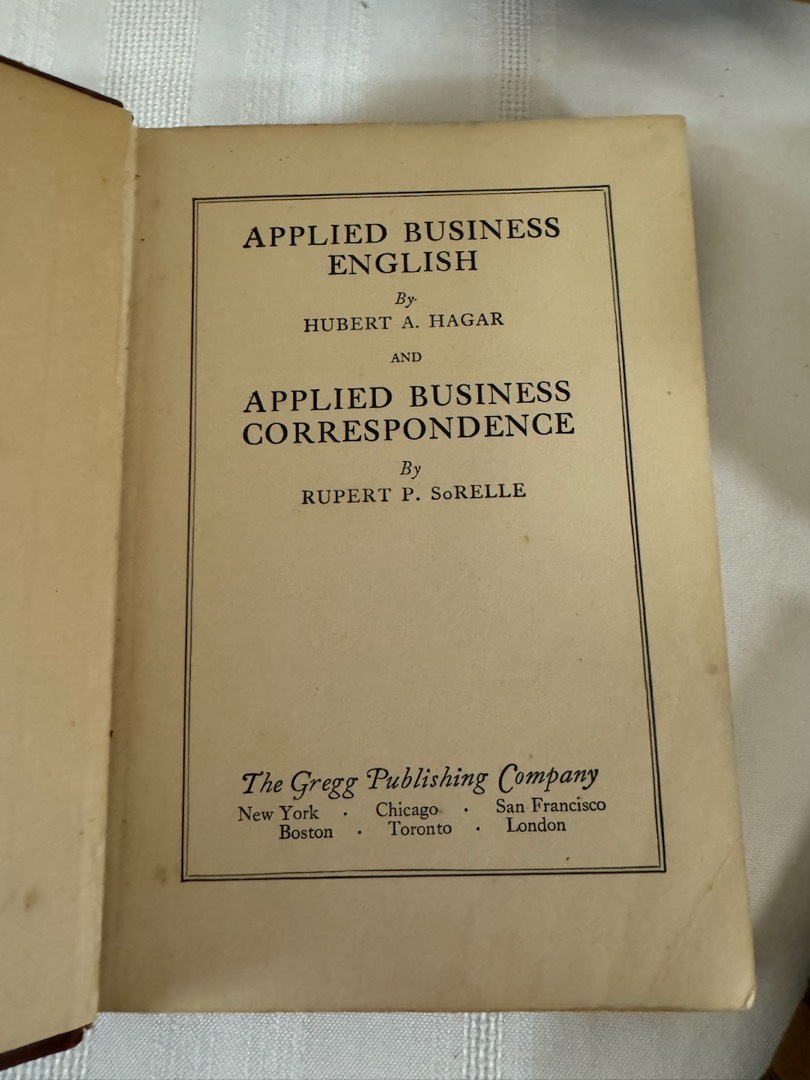 APPLIED BUSINESS
ENGLISH
By
HUBERT A. HAGAR
AND
APPLIED BUSINESS
CORRESPONDENCE
By
RUPERT P. SoRELLE
The Gregg Publishing Company
New York · Chicago · San Francisco
Boston · Toronto · London